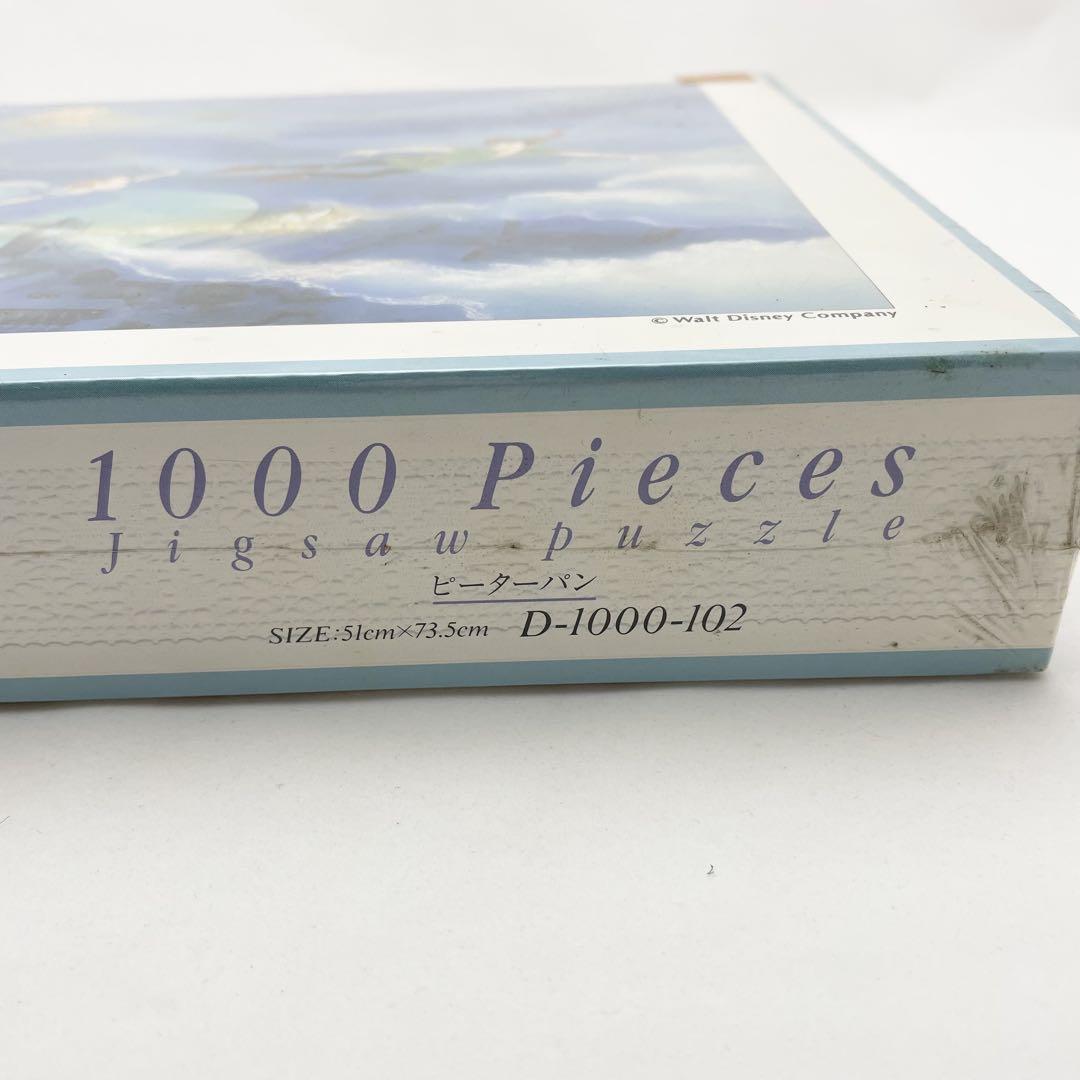 © Walt Disney Company
1000 Pieces
Jigsaw puzzle
ピーターパン
SIZE:51cm×73.5cm D-1000-102